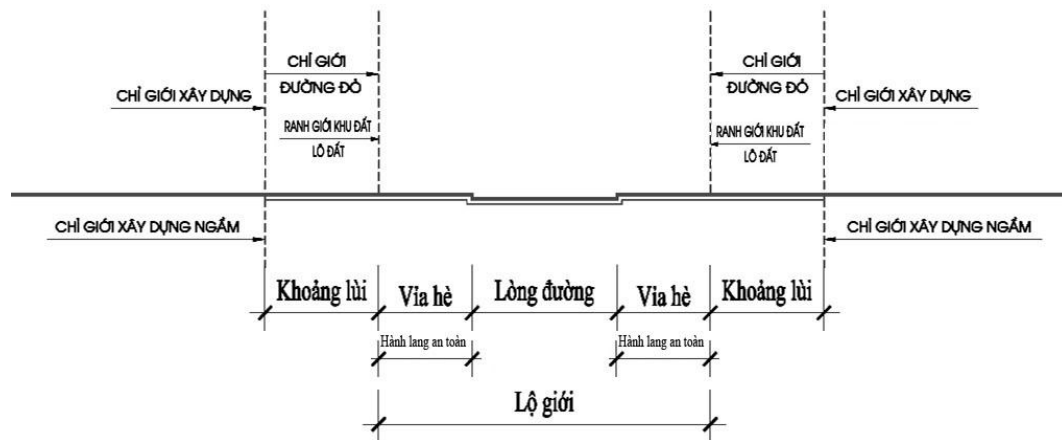 CHỈ GIỚI
ĐƯỜNG ĐỎ
CHỈ GIỚI XÂY DỰNG
RANH GIỚI KHU ĐẤT
LÔ ĐẤT
CHỈ GIỚI
ĐƯỜNG ĐỎ
CHỈ GIỚI XÂY DỰNG
RANH GIỚI KHU ĐẤT
LÔ ĐẤT
CHỈ GIỚI XÂY DỰNG NGẦM
CHỈ GIỚI XÂY DỰNG NGẦM
Khoảng lùi
Vỉa hè
Lòng đường
Vỉa hè
Khoảng lùi
Hành lang an toàn
Hành lang an toàn
Lộ giới